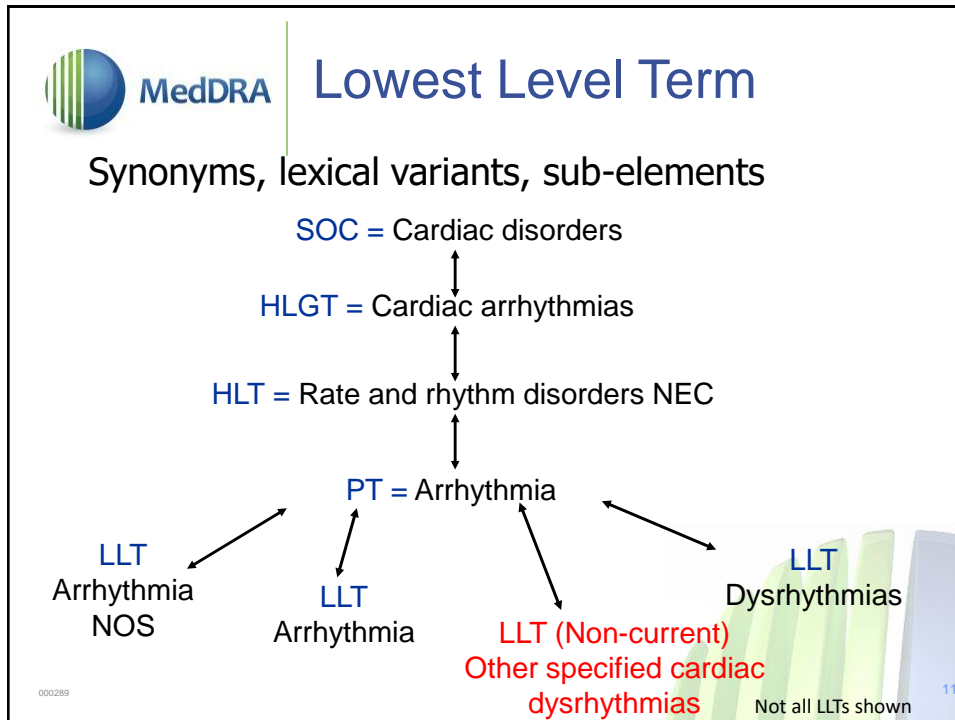 MedDRA
Lowest Level Term
Synonyms, lexical variants, sub-elements
SOC = Cardiac disorders
HLGT = Cardiac arrhythmias
HLT = Rate and rhythm disorders NEC
PT = Arrhythmia
LLT
Arrhythmia
NOS
LLT
Arrhythmia
LLT (Non-current)
Other specified cardiac
dysrhythmias
LLT
Dysrhythmias
000289
Not all LLTs shown
11